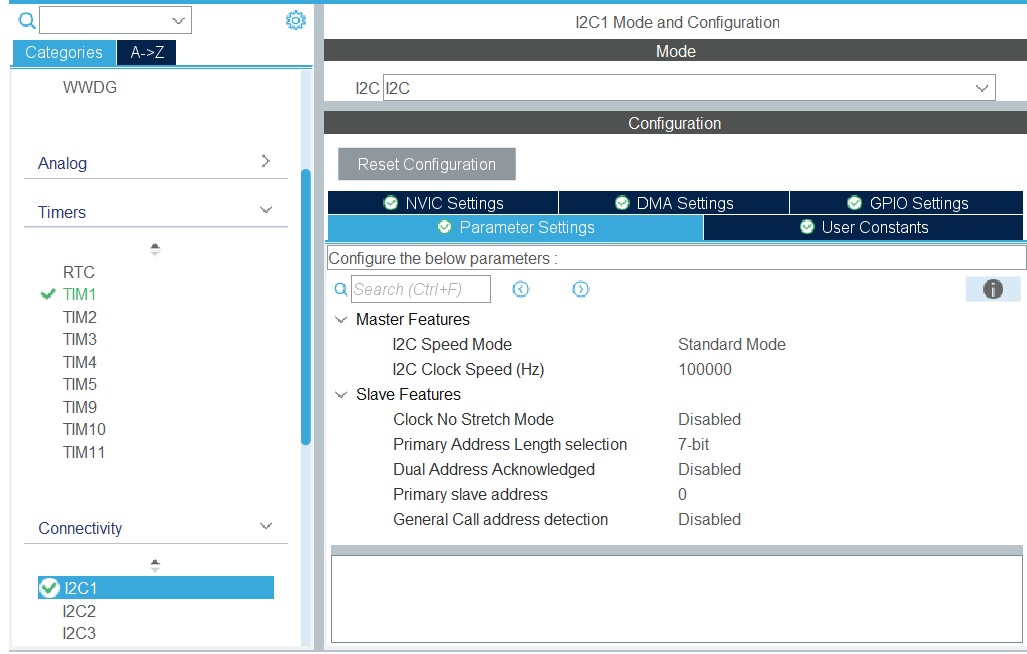 Categories
A->Z
WWDG
Analog
Timers
RTC
TIM1
TIM2
TIM3
TIM4
TIM5
TIM9
TIM10
TIM11
Connectivity
I2C1
I2C2
I2C3
I2C1 Mode and Configuration
Mode
I2C I2C
Configuration
Reset Configuration
NVIC Settings DMA Settings GPIO Settings
Parameter Settings User Constants
Configure the below parameters :
Search (Ctrl+F)
Master Features
I2C Speed Mode Standard Mode
I2C Clock Speed (Hz) 100000
Slave Features
Clock No Stretch Mode Disabled
Primary Address Length selection 7-bit
Dual Address Acknowledged Disabled
Primary slave address 0
General Call address detection Disabled